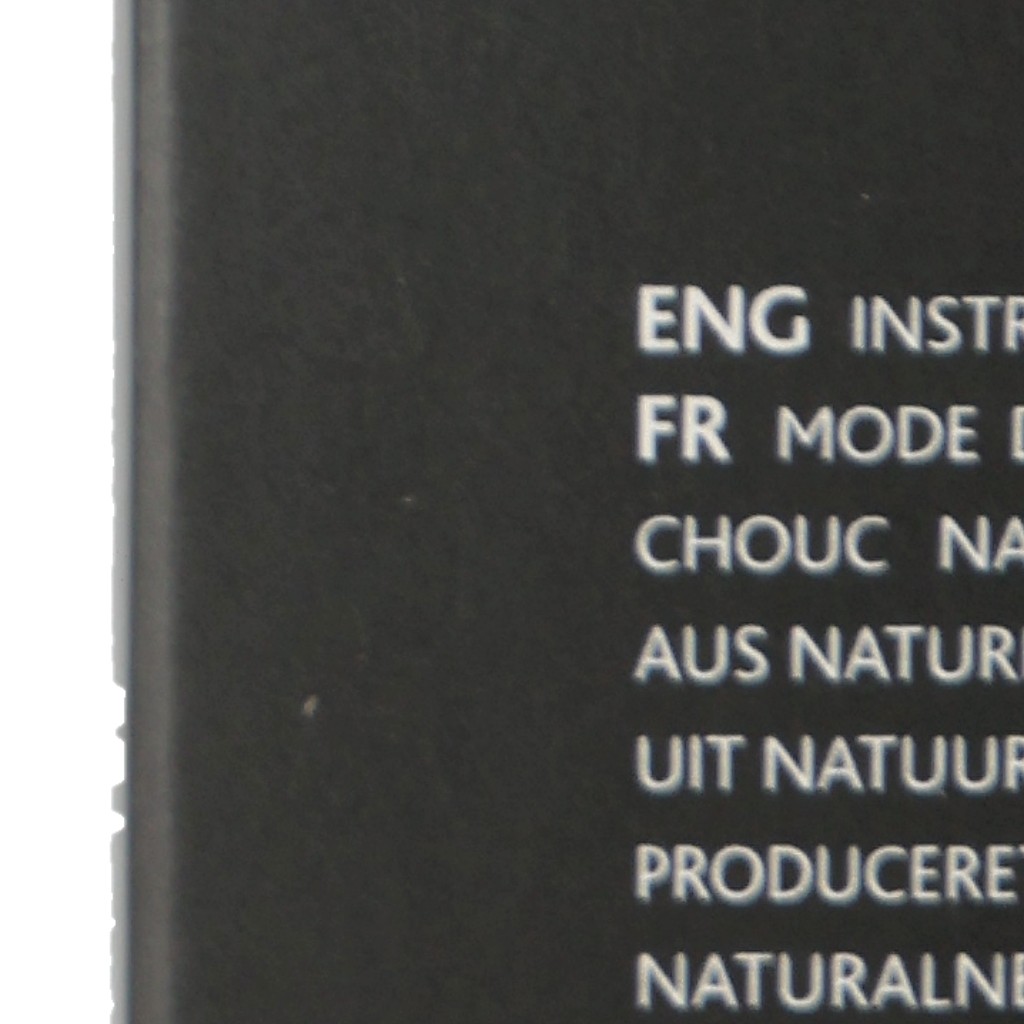 ENG INSTR
FR MODE D
CHOUC NA
AUS NATUR
UIT NATUUR
PRODUCERET
NATURALNE